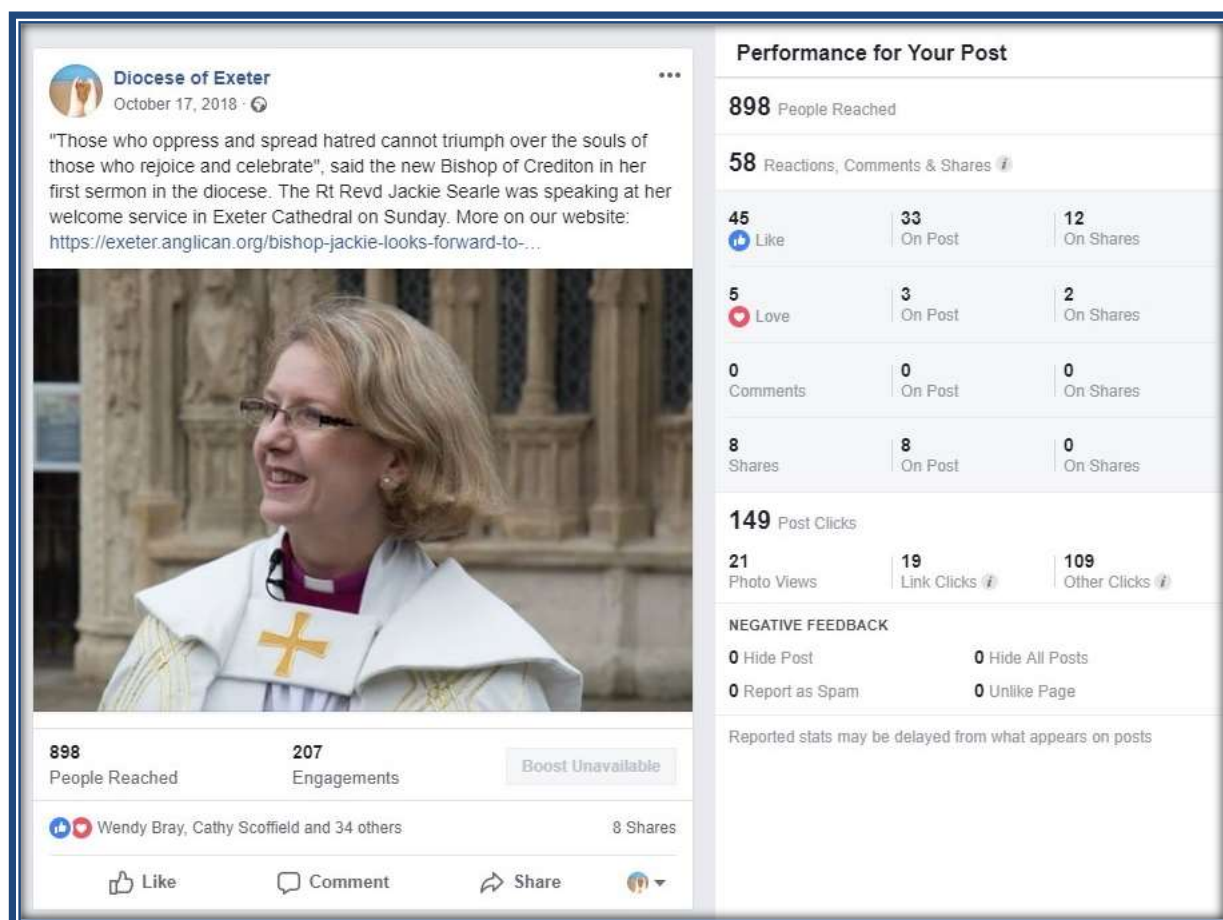 Diocese of Exeter
October 17, 2018
"Those who oppress and spread hatred cannot triumph over the souls of
those who rejoice and celebrate", said the new Bishop of Crediton in her
first sermon in the diocese. The Rt Revd Jackie Searle was speaking at her
welcome service in Exeter Cathedral on Sunday. More on our website:
https://exeter.anglican.org/bishop-jackie-looks-forward-to-...
898 207
People Reached Engagements Boost Unavailable
Wendy Bray, Cathy Scoffield and 34 others 8 Shares
Like Comment Share
Performance for Your Post
898 People Reached
58 Reactions, Comments & Shares
45 33 12
Like On Post On Shares
5 3 2
Love On Post On Shares
0 0 0
Comments On Post On Shares
8 8 0
Shares On Post On Shares
149 Post Clicks
21 19 109
Photo Views Link Clicks Other Clicks
NEGATIVE FEEDBACK
0 Hide Post 0 Hide All Posts
0 Report as Spam 0 Unlike Page
Reported stats may be delayed from what appears on posts